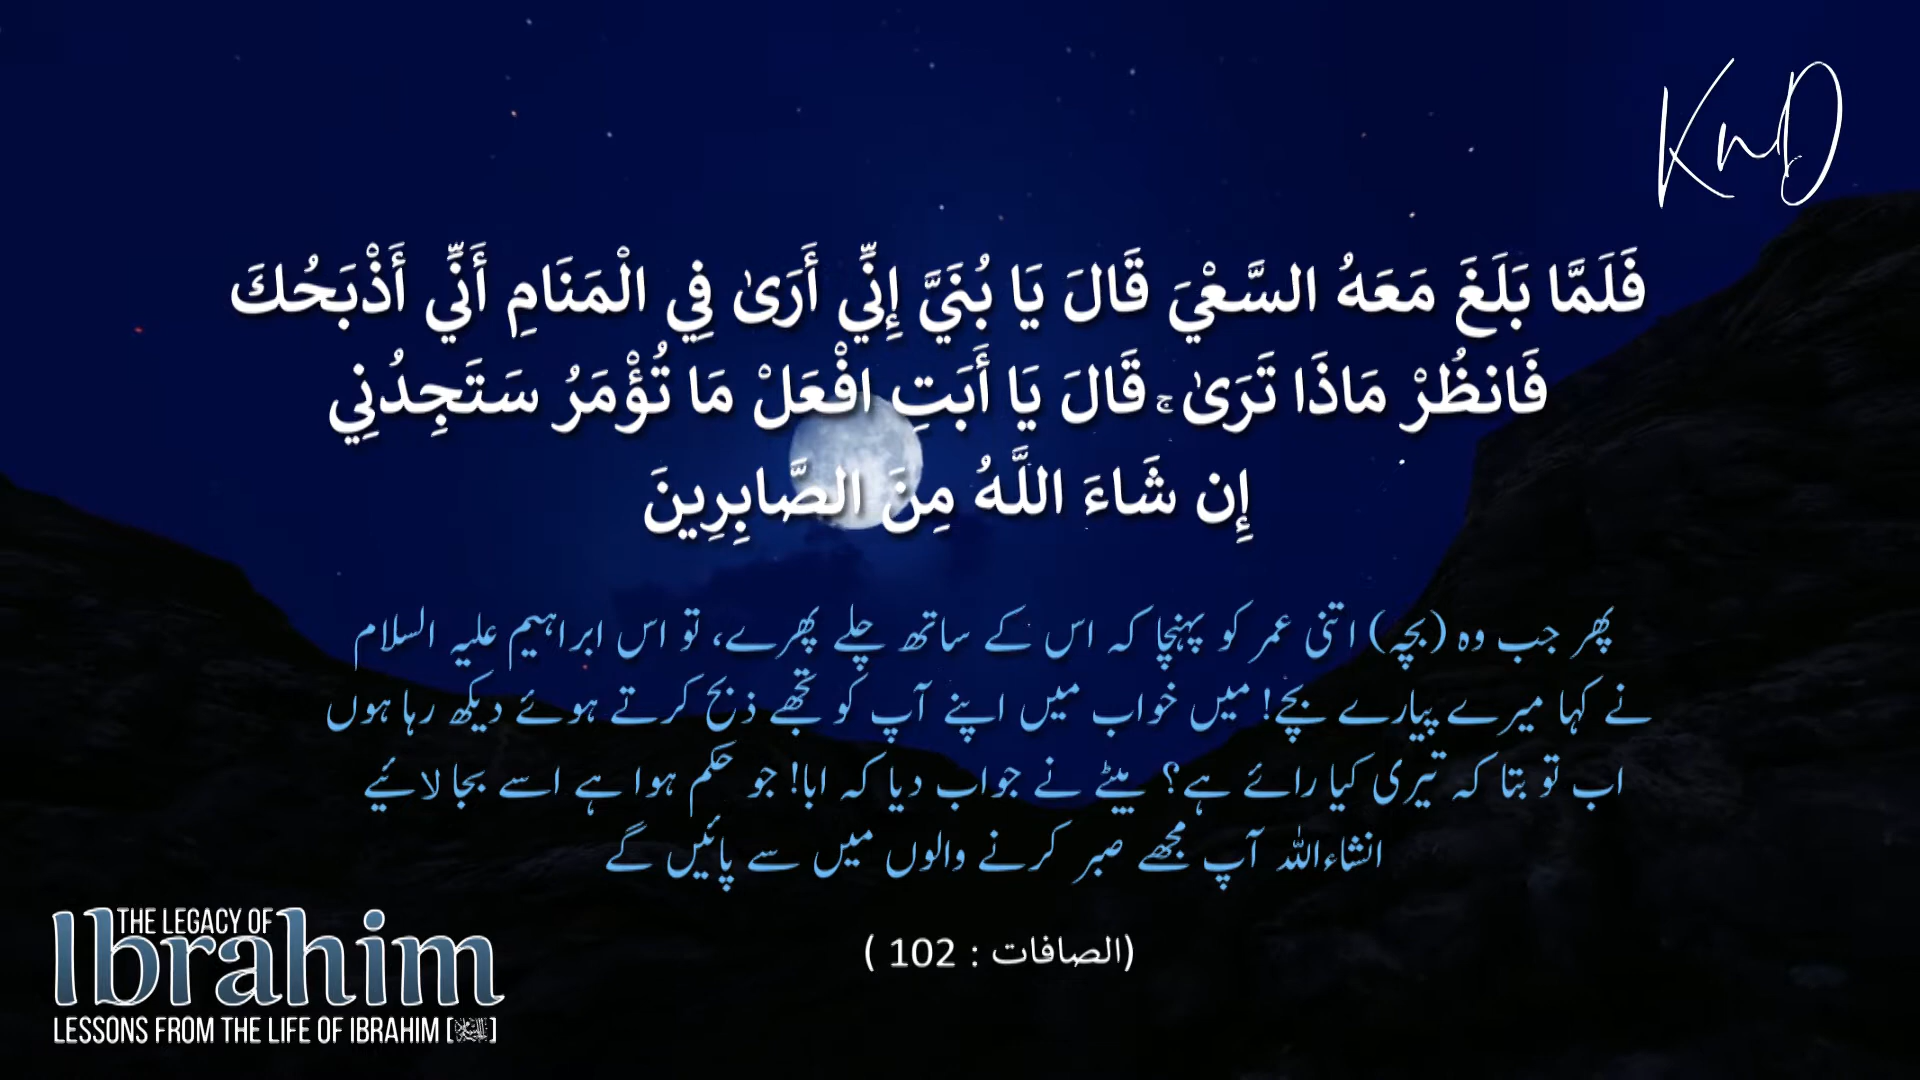 KnD
فَلَمَّا بَلَغَ مَعَهُ السَّعْيَ قَالَ يَا بُنَيَّ إِنِّي أَرَىٰ فِي الْمَنَامِ أَنِّي أَذْبَحُكَ
فَانظُرْ مَاذَا تَرَىٰ ۚ قَالَ يَا أَبَتِ افْعَلْ مَا تُؤْمَرُ سَتَجِدُنِي
إِن شَاءَ اللَّهُ مِنَ الصَّابِرِينَ
پھر جب وہ (بچہ) اتنی عمر کو پہنچا کہ اس کے ساتھ چلے پھرے، تو اس ابراہیم علیہ السلام
نے کہا میرے پیارے بچے! میں خواب میں اپنے آپ کو تجھے ذبح کرتے ہوئے دیکھ رہا ہوں
اب تو بتا کہ تیری کیا رائے ہے؟ بیٹے نے جواب دیا کہ ابا! جو حکم ہوا ہے اسے بجا لائیے
انشاءاللہ آپ مجھے صبر کرنے والوں میں سے پائیں گے
(الصافات : 102 )
THE LEGACY OF
Ibrahim
LESSONS FROM THE LIFE OF IBRAHIM []